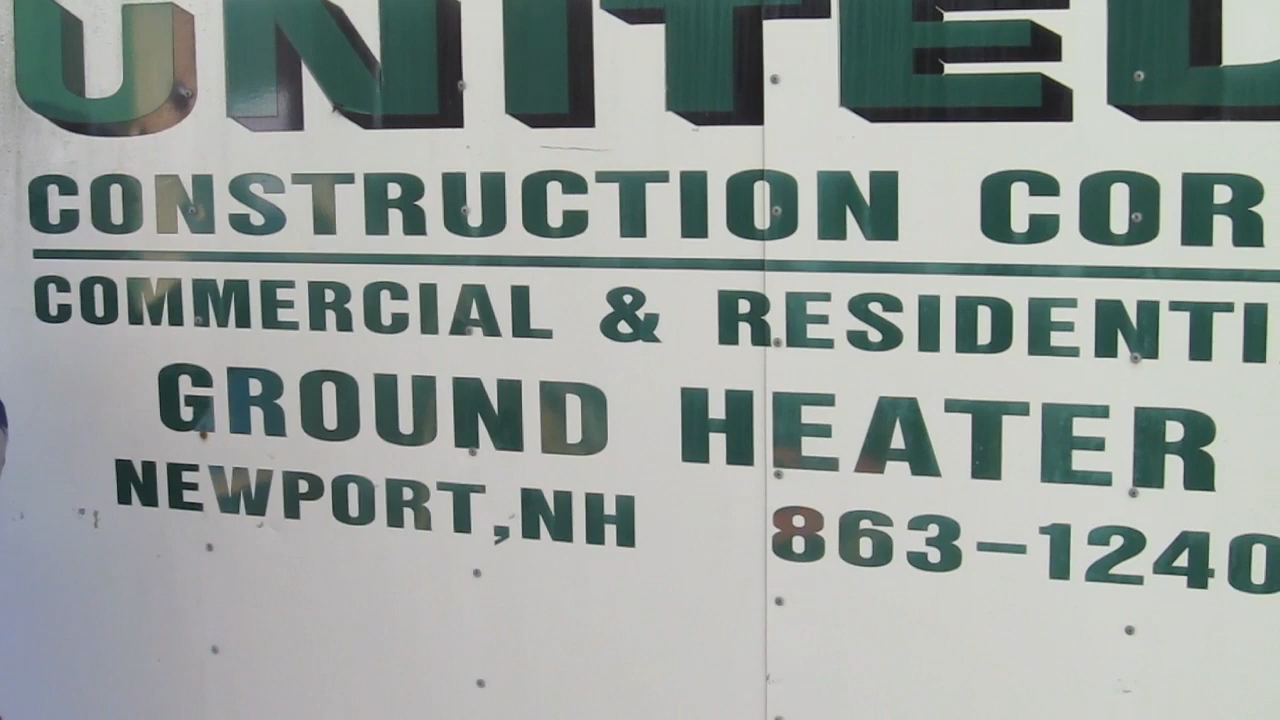 UNITED
CONSTRUCTION COR
COMMERCIAL & RESIDENTI
GROUND HEATER
NEWPORT,NH 863-1240